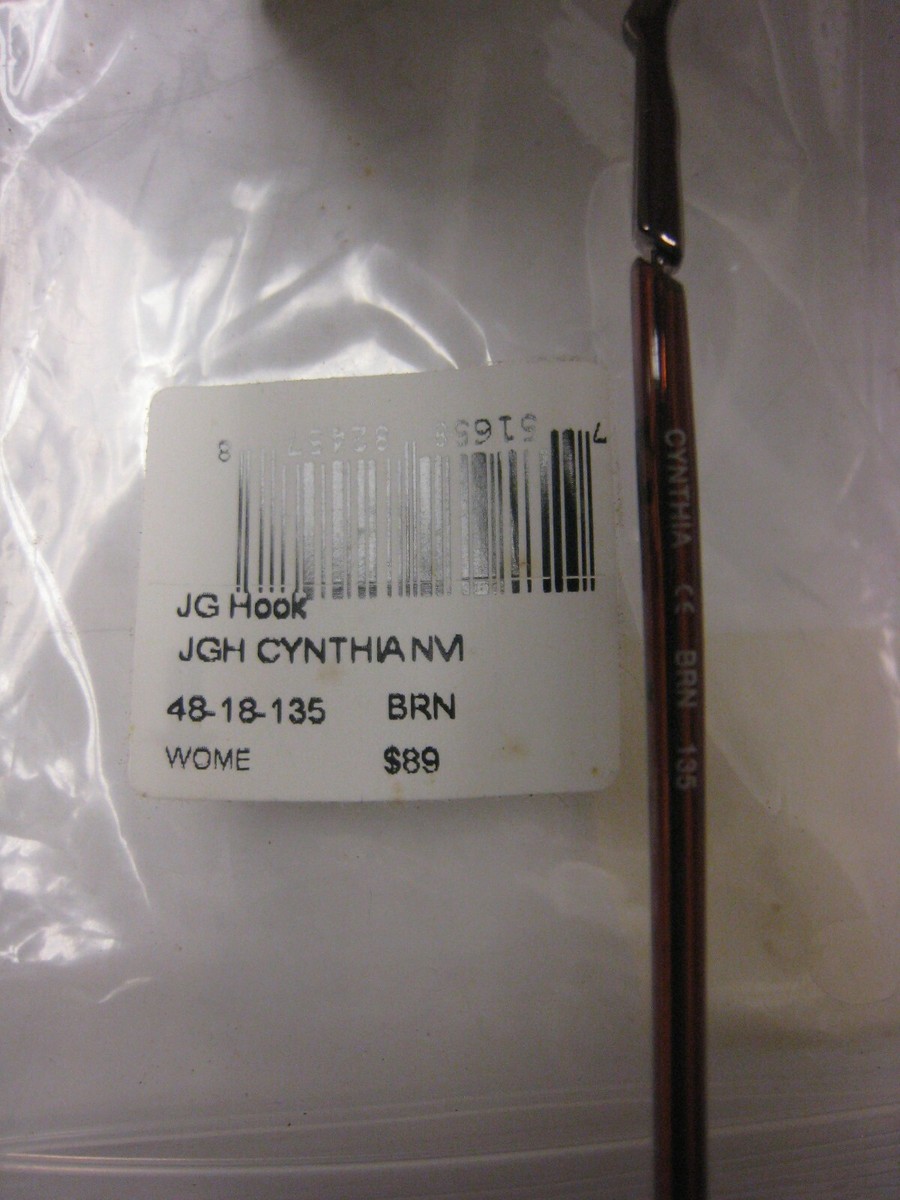 JG Hook
JGH CYNTHIA NVI
48-18-135 BRN
WOME $89
CYNTHIA CE BRN 135